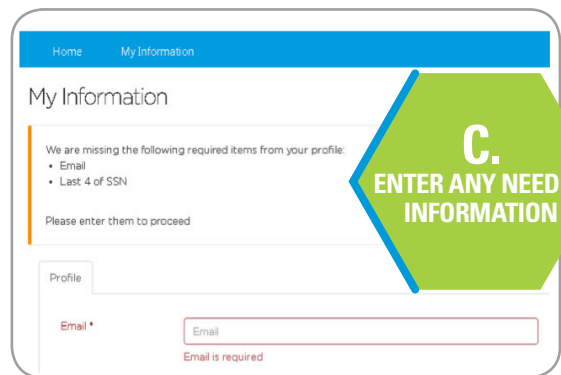 Home My Information
My Information
We are missing the following required items from your profile:
• Email
• Last 4 of SSN
Please enter them to proceed
C.
ENTER ANY NEED
INFORMATION
Profile
Email * Email
Email is required